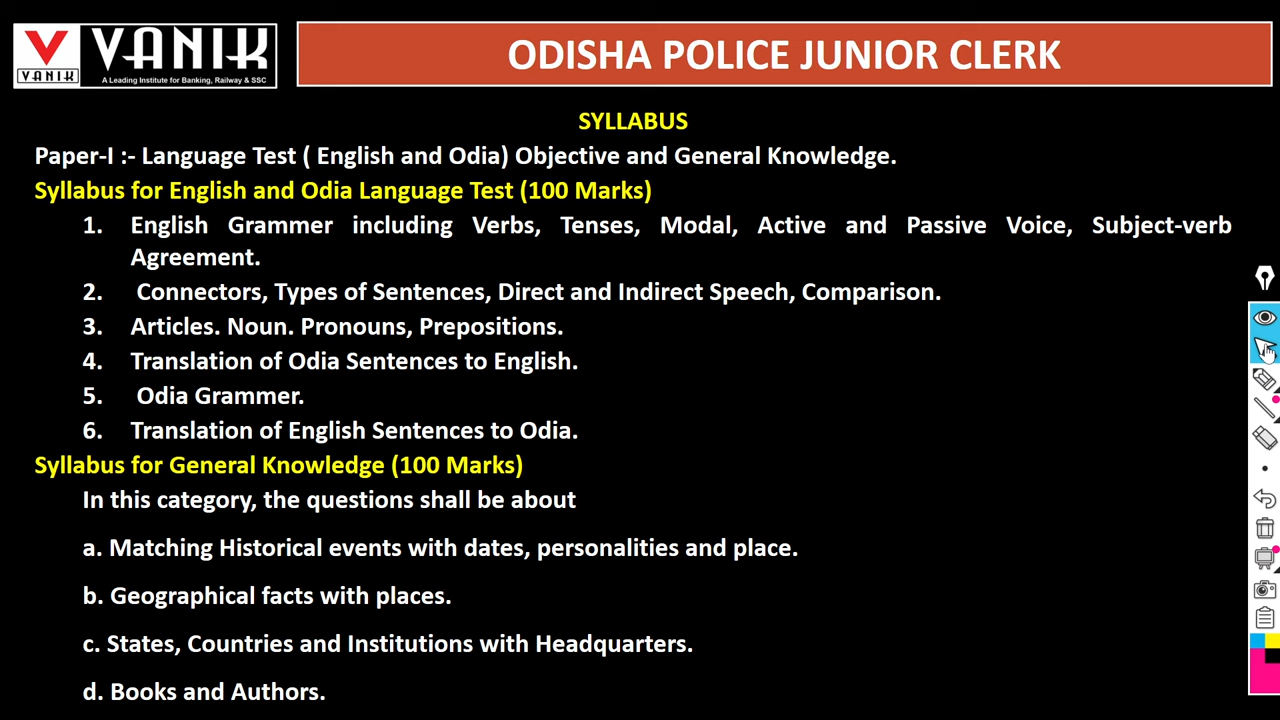 VANIK
VANIK
A Leading Institute for Banking, Railway & SSC
ODISHA POLICE JUNIOR CLERK
SYLLABUS
Paper-I :- Language Test ( English and Odia) Objective and General Knowledge.
Syllabus for English and Odia Language Test (100 Marks)
1. English Grammer including Verbs, Tenses, Modal, Active and Passive Voice, Subject-verb
Agreement.
2. Connectors, Types of Sentences, Direct and Indirect Speech, Comparison.
3. Articles. Noun. Pronouns, Prepositions.
4. Translation of Odia Sentences to English.
5. Odia Grammer.
6. Translation of English Sentences to Odia.
Syllabus for General Knowledge (100 Marks)
In this category, the questions shall be about
a. Matching Historical events with dates, personalities and place.
b. Geographical facts with places.
c. States, Countries and Institutions with Headquarters.
d. Books and Authors.